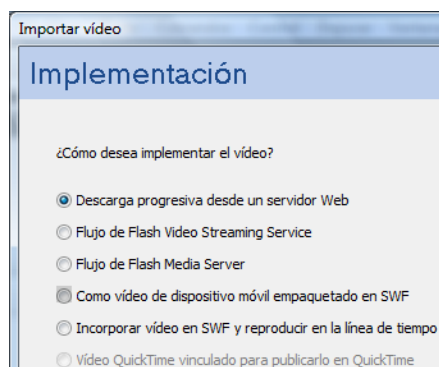 Importar vídeo
Implementación
¿Cómo desea implementar el vídeo?
Descarga progresiva desde un servidor Web
Flujo de Flash Video Streaming Service
Flujo de Flash Media Server
Como vídeo de dispositivo móvil empaquetado en SWF
Incorporar vídeo en SWF y reproducir en la línea de tiempo
Vídeo QuickTime vinculado para publicarlo en QuickTime